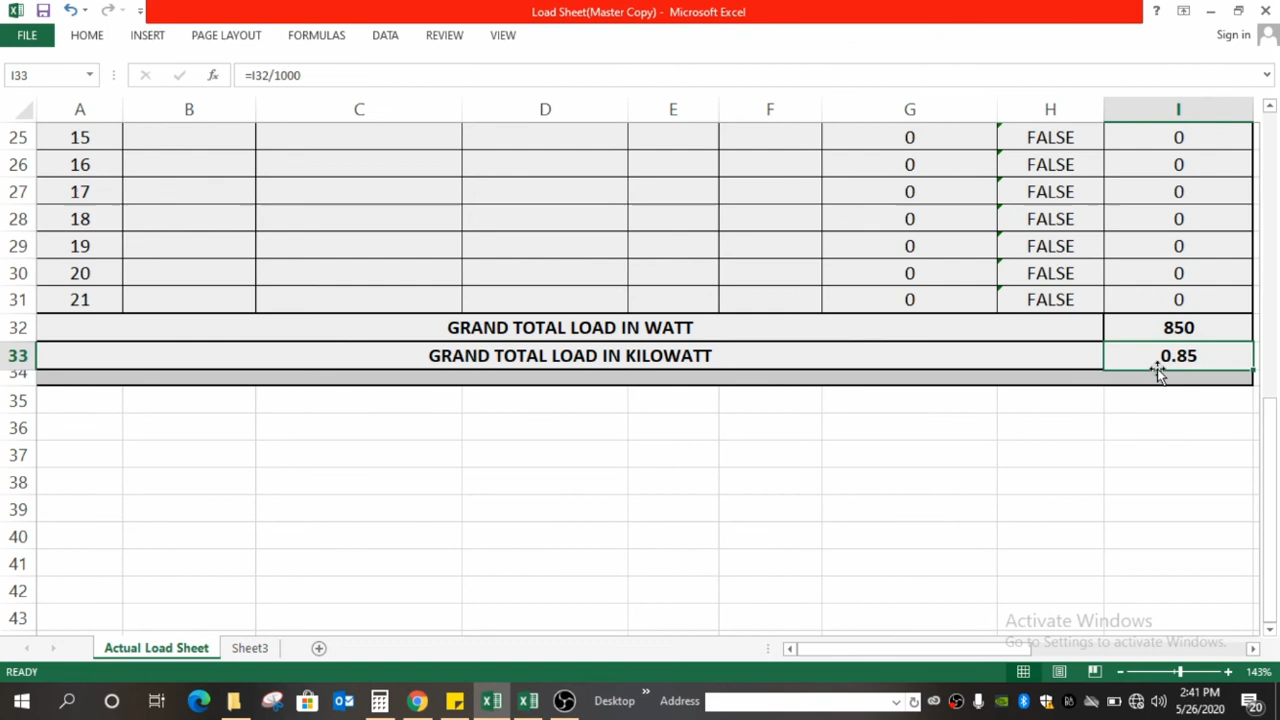 Load Sheet(Master Copy) - Microsoft Excel
?
FILE HOME INSERT PAGE LAYOUT FORMULAS DATA REVIEW VIEW Sign in
I33 fx =I32/1000
A B C D E F G H I
25 15 0 FALSE 0
26 16 0 FALSE 0
27 17 0 FALSE 0
28 18 0 FALSE 0
29 19 0 FALSE 0
30 20 0 FALSE 0
31 21 0 FALSE 0
32 GRAND TOTAL LOAD IN WATT 850
33 GRAND TOTAL LOAD IN KILOWATT 0.85
34
35
36
37
38
39
40
41
42
43
Activate Windows
Go to Settings to activate Windows.
Actual Load Sheet Sheet3
READY 143%
Desktop » Address 2:41 PM
5/26/2020 20